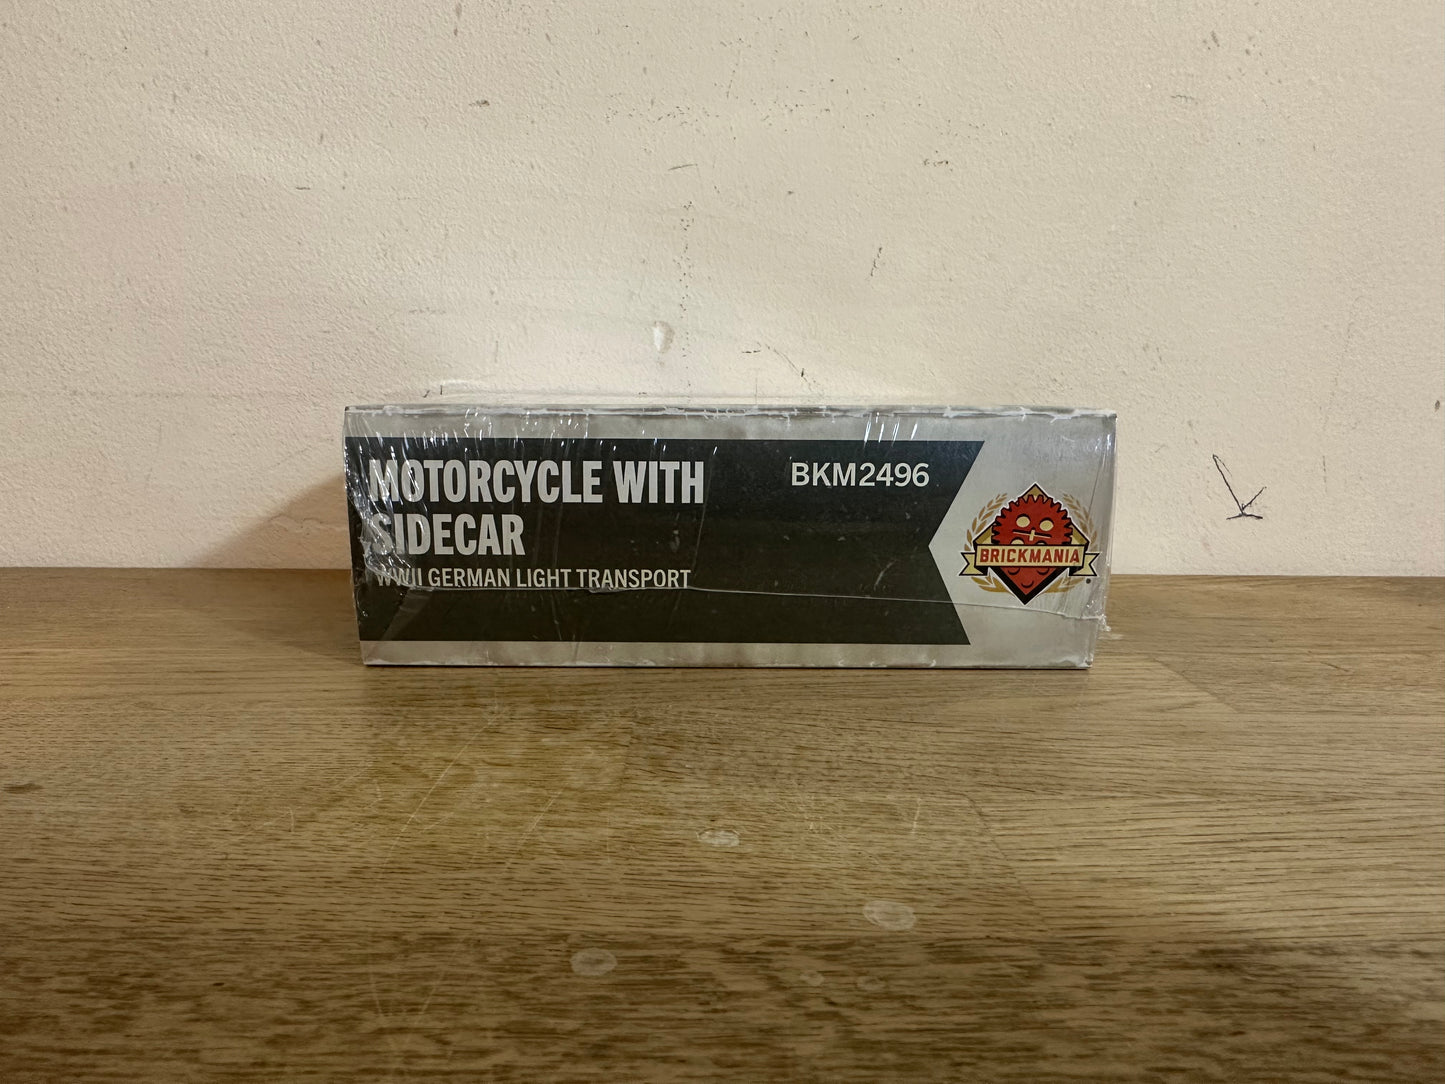 MOTORCYCLE WITH
SIDECAR
WWII GERMAN LIGHT TRANSPORT
BKM2496
BRICKMANIA
®